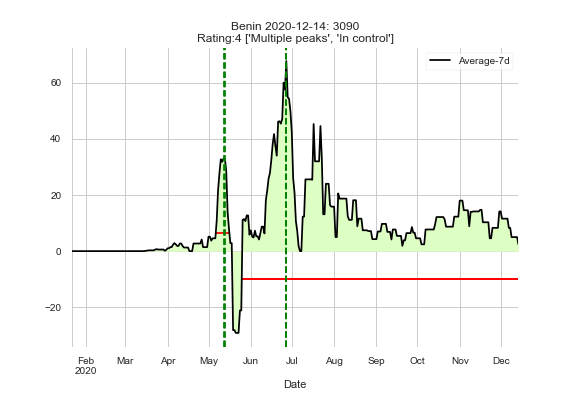 Benin 2020-12-14: 3090
Rating:4 ['Multiple peaks', 'In control']
Average-7d
60
40
20
0
−20
Feb Mar Apr May Jun Jul Aug Sep Oct Nov Dec
2020
Date